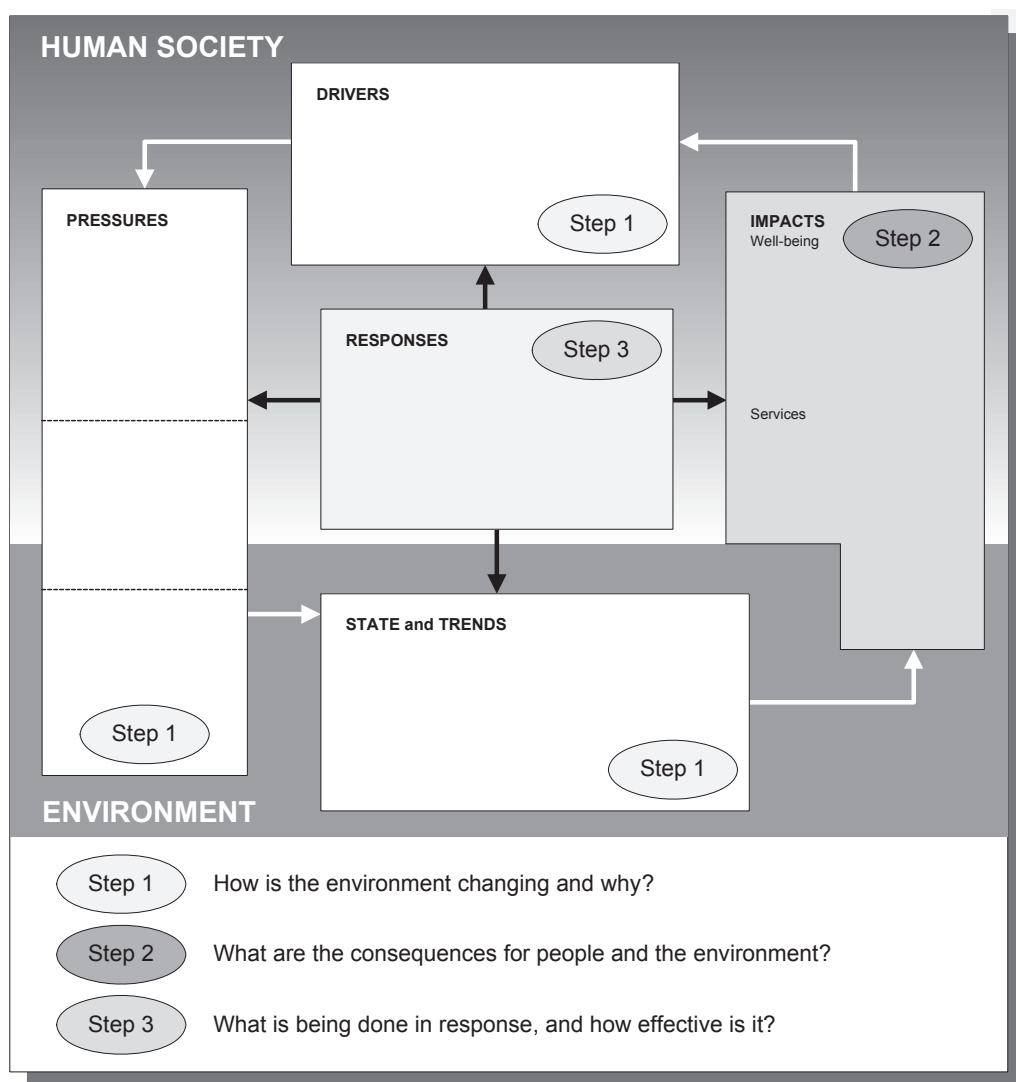 HUMAN SOCIETY
DRIVERS
Step 1
PRESSURES
IMPACTS
Well-being
Step 2
RESPONSES
Step 3
Services
STATE and TRENDS
Step 1
Step 1
ENVIRONMENT
Step 1 How is the environment changing and why?
Step 2 What are the consequences for people and the environment?
Step 3 What is being done in response, and how effective is it?